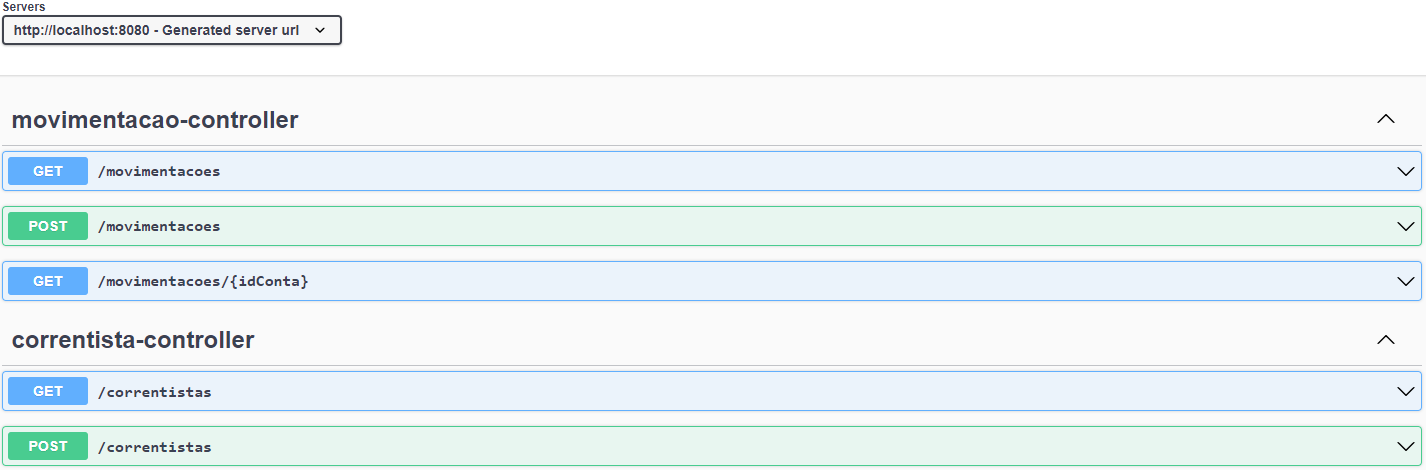 Servers
http://localhost:8080 - Generated server url
movimentacao-controller
GET /movimentacoes
POST /movimentacoes
GET /movimentacoes/{idConta}
correntista-controller
GET /correntistas
POST /correntistas